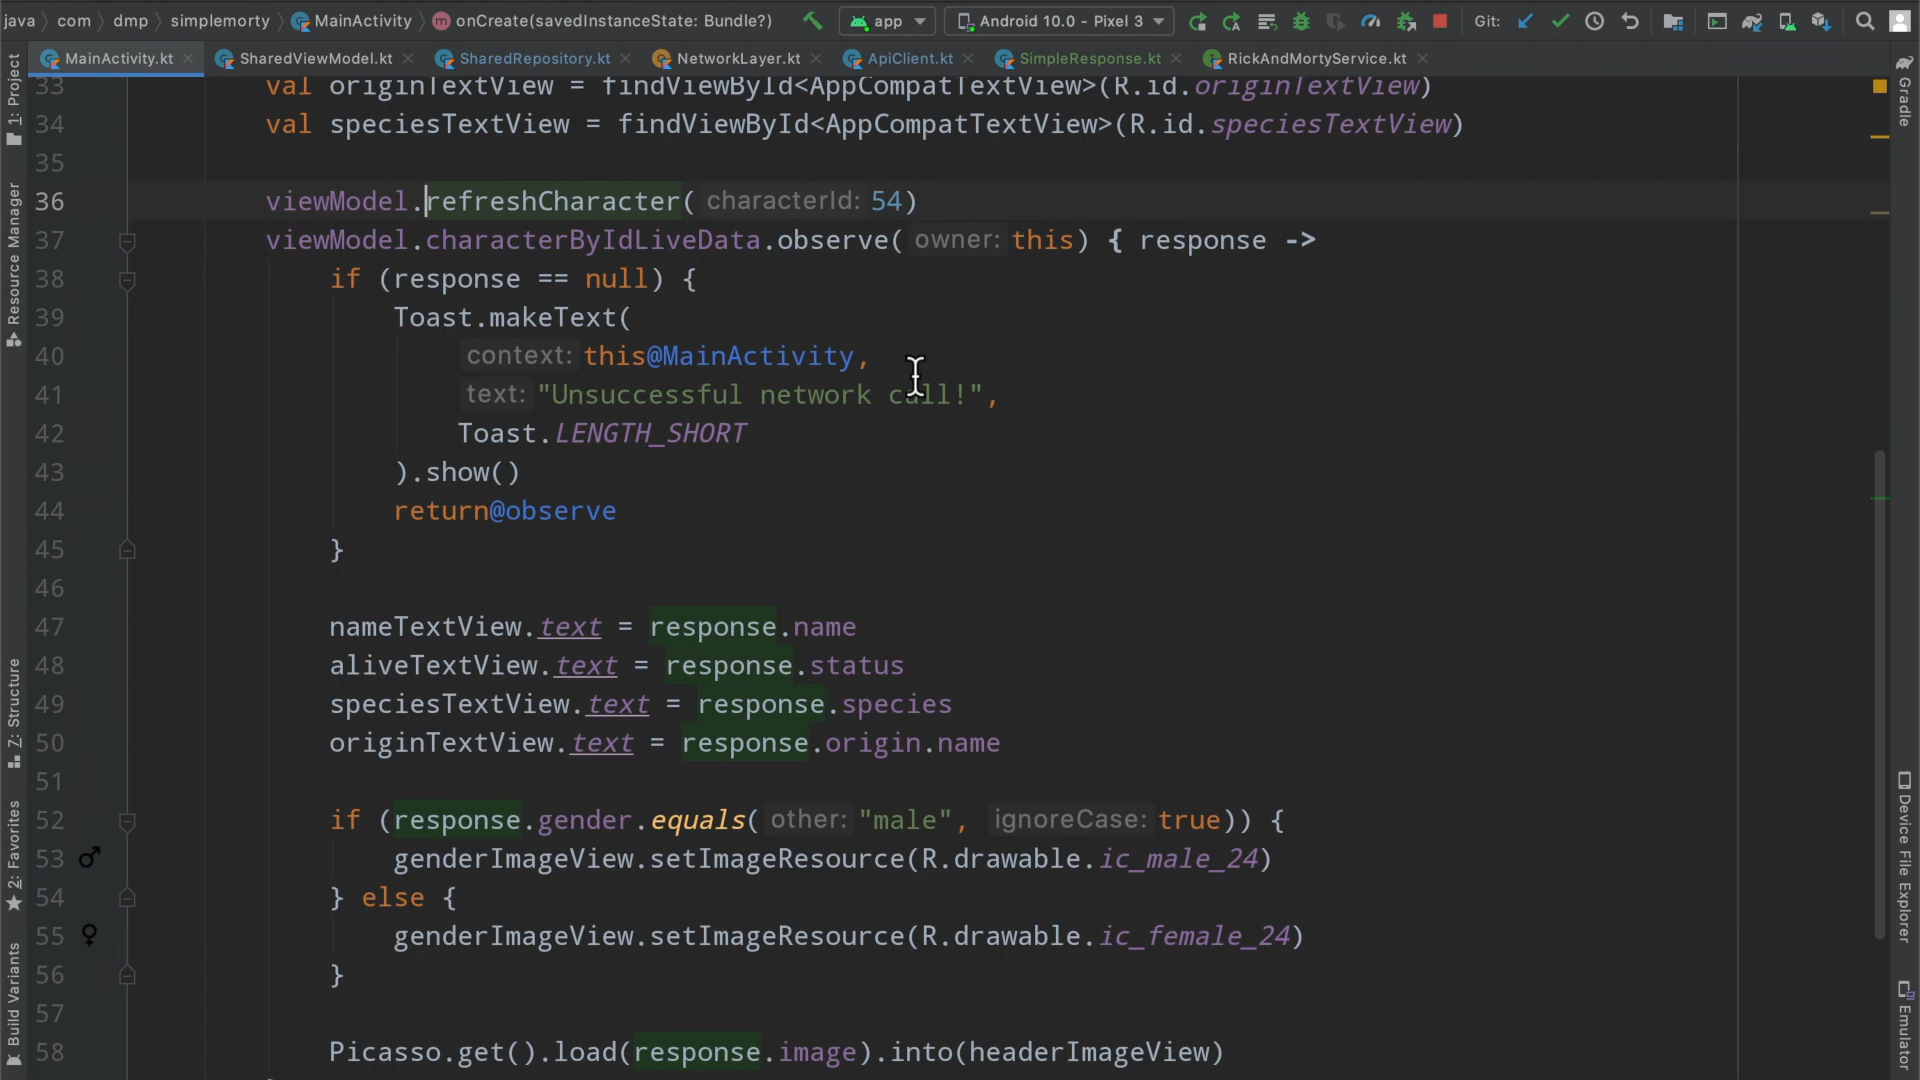 java > com > dmp > simplemorty > MainActivity > onCreate(savedInstanceState: Bundle?) app Android 10.0 - Pixel 3 Git:
MainActivity.kt SharedViewModel.kt SharedRepository.kt NetworkLayer.kt ApiClient.kt SimpleResponse.kt RickAndMortyService.kt
1: Project
Resource Manager
Z: Structure
2: Favorites
Build Variants
33 val originTextView = findViewById<AppCompatTextView>(R.id.originTextView)
34 val speciesTextView = findViewById<AppCompatTextView>(R.id.speciesTextView)
35
36 viewModel.refreshCharacter( characterId: 54)
37 viewModel.characterByIdLiveData.observe( owner: this) { response ->
38 if (response == null) {
39 Toast.makeText(
40 context: this@MainActivity,
41 text: "Unsuccessful network call!",
42 Toast.LENGTH_SHORT
43 ).show()
44 return@observe
45 }
46
47 nameTextView.text = response.name
48 aliveTextView.text = response.status
49 speciesTextView.text = response.species
50 originTextView.text = response.origin.name
51
52 if (response.gender.equals( other: "male", ignoreCase: true)) {
53 genderImageView.setImageResource(R.drawable.ic_male_24)
54 } else {
55 genderImageView.setImageResource(R.drawable.ic_female_24)
56 }
57
58 Picasso.get().load(response.image).into(headerImageView)
Gradle
Device File Explorer
Emulator